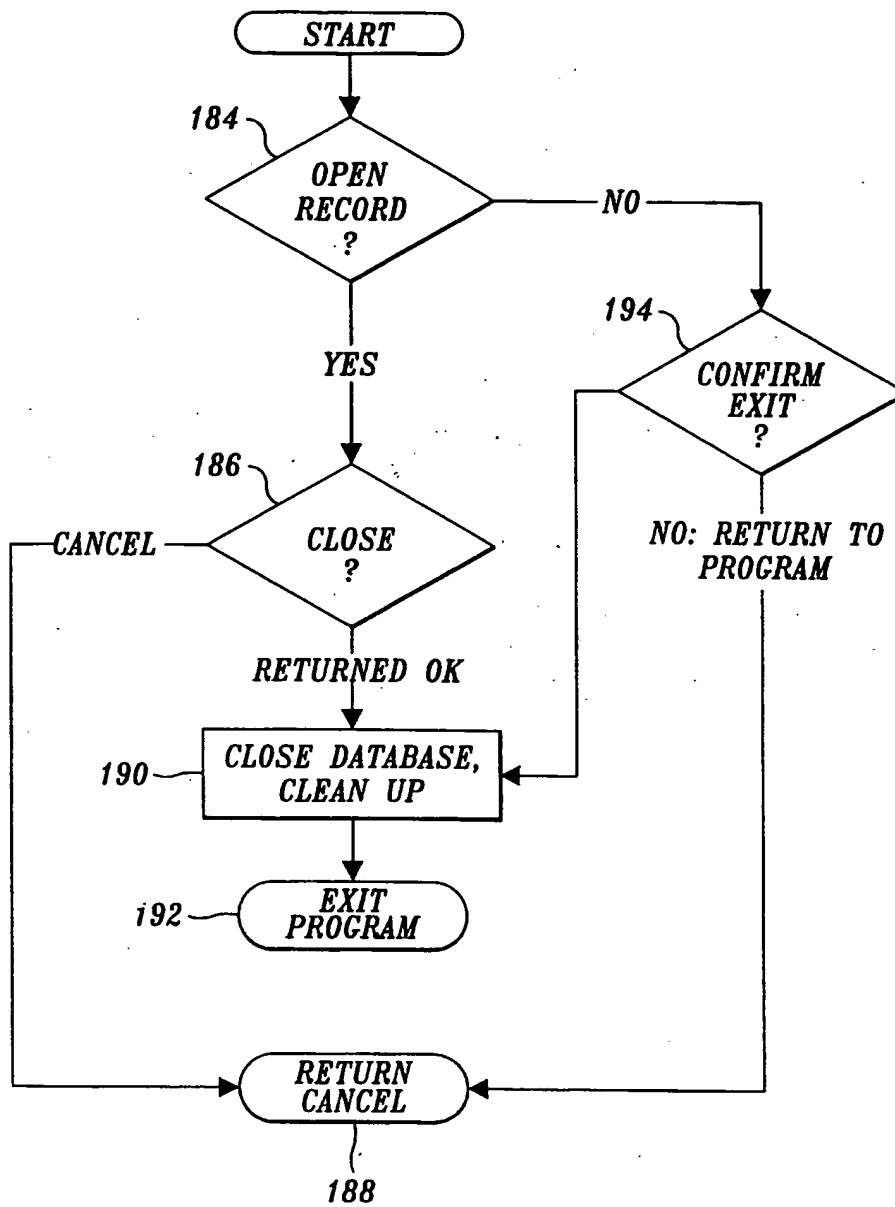 START
184
OPEN
RECORD
?
NO
194
CONFIRM
EXIT
?
YES
186
CANCEL
CLOSE
?
NO: RETURN TO
PROGRAM
RETURNED OK
190
CLOSE DATABASE,
CLEAN UP
192
EXIT
PROGRAM
RETURN
CANCEL
188